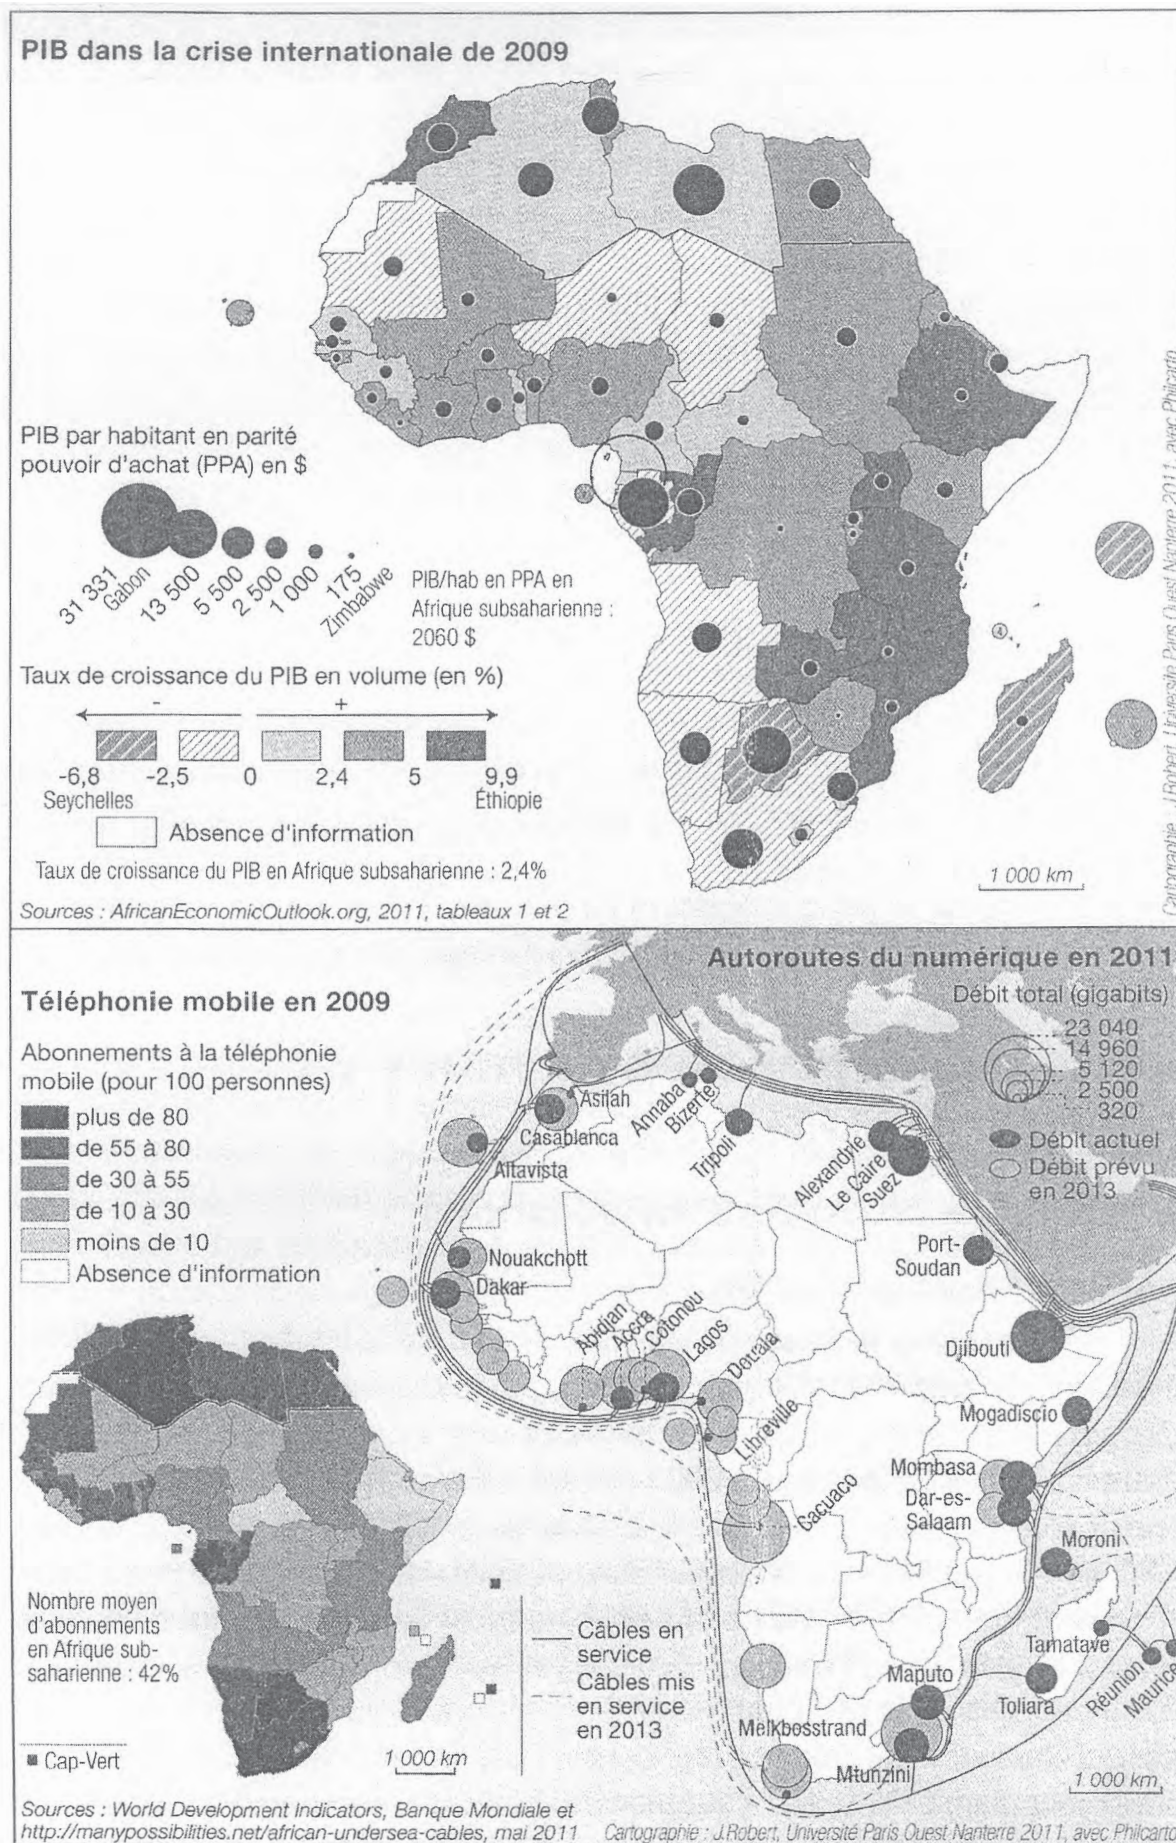 PIB dans la crise internationale de 2009
PIB par habitant en parité
pouvoir d'achat (PPA) en $
31 331
Gabon
13 500
5 500
2 500
1 000
175
Zimbabwe
PIB/hab en PPA en
Afrique subsaharienne :
2060 $
Taux de croissance du PIB en volume (en %)
- +
-6,8 -2,5 0 2,4 5 9,9
Seychelles Éthiopie
Absence d'information
Taux de croissance du PIB en Afrique subsaharienne : 2,4%
1 000 km
Sources : AfricanEconomicOutlook.org, 2011, tableaux 1 et 2
Cartographie : J.Robert, Université Paris Ouest Nanterre 2011, avec Philcarto
Téléphonie mobile en 2009
Abonnements à la téléphonie
mobile (pour 100 personnes)
plus de 80
de 55 à 80
de 30 à 55
de 10 à 30
moins de 10
Absence d'information
Nombre moyen
d'abonnements
en Afrique sub-
saharienne : 42%
Cap-Vert
1 000 km
Autoroutes du numérique en 2011
Débit total (gigabits)
23 040
14 960
5 120
2 500
320
Débit actuel
Débit prévu
en 2013
Asilah
Casablanca
Altavista
Annaba
Bizerte
Tripoli
Alexandrie
Le Caire
Suez
Nouakchott
Dakar
Port-
Soudan
Abidjan
Accra
Cotonou
Lagos
Libreville
Djibouti
Mogadiscio
Mombasa
Dar-es-
Salaam
Cacuaco
Moroni
Tamatave
Réunion
Maurice
Toliara
Maputo
Melkbosstrand
Mtunzini
Câbles en
service
Câbles mis
en service
en 2013
1 000 km
Sources : World Development Indicators, Banque Mondiale et
http://manypossibilities.net/african-undersea-cables, mai 2011
Cartographie : J.Robert, Université Paris Ouest Nanterre 2011, avec Philcarto